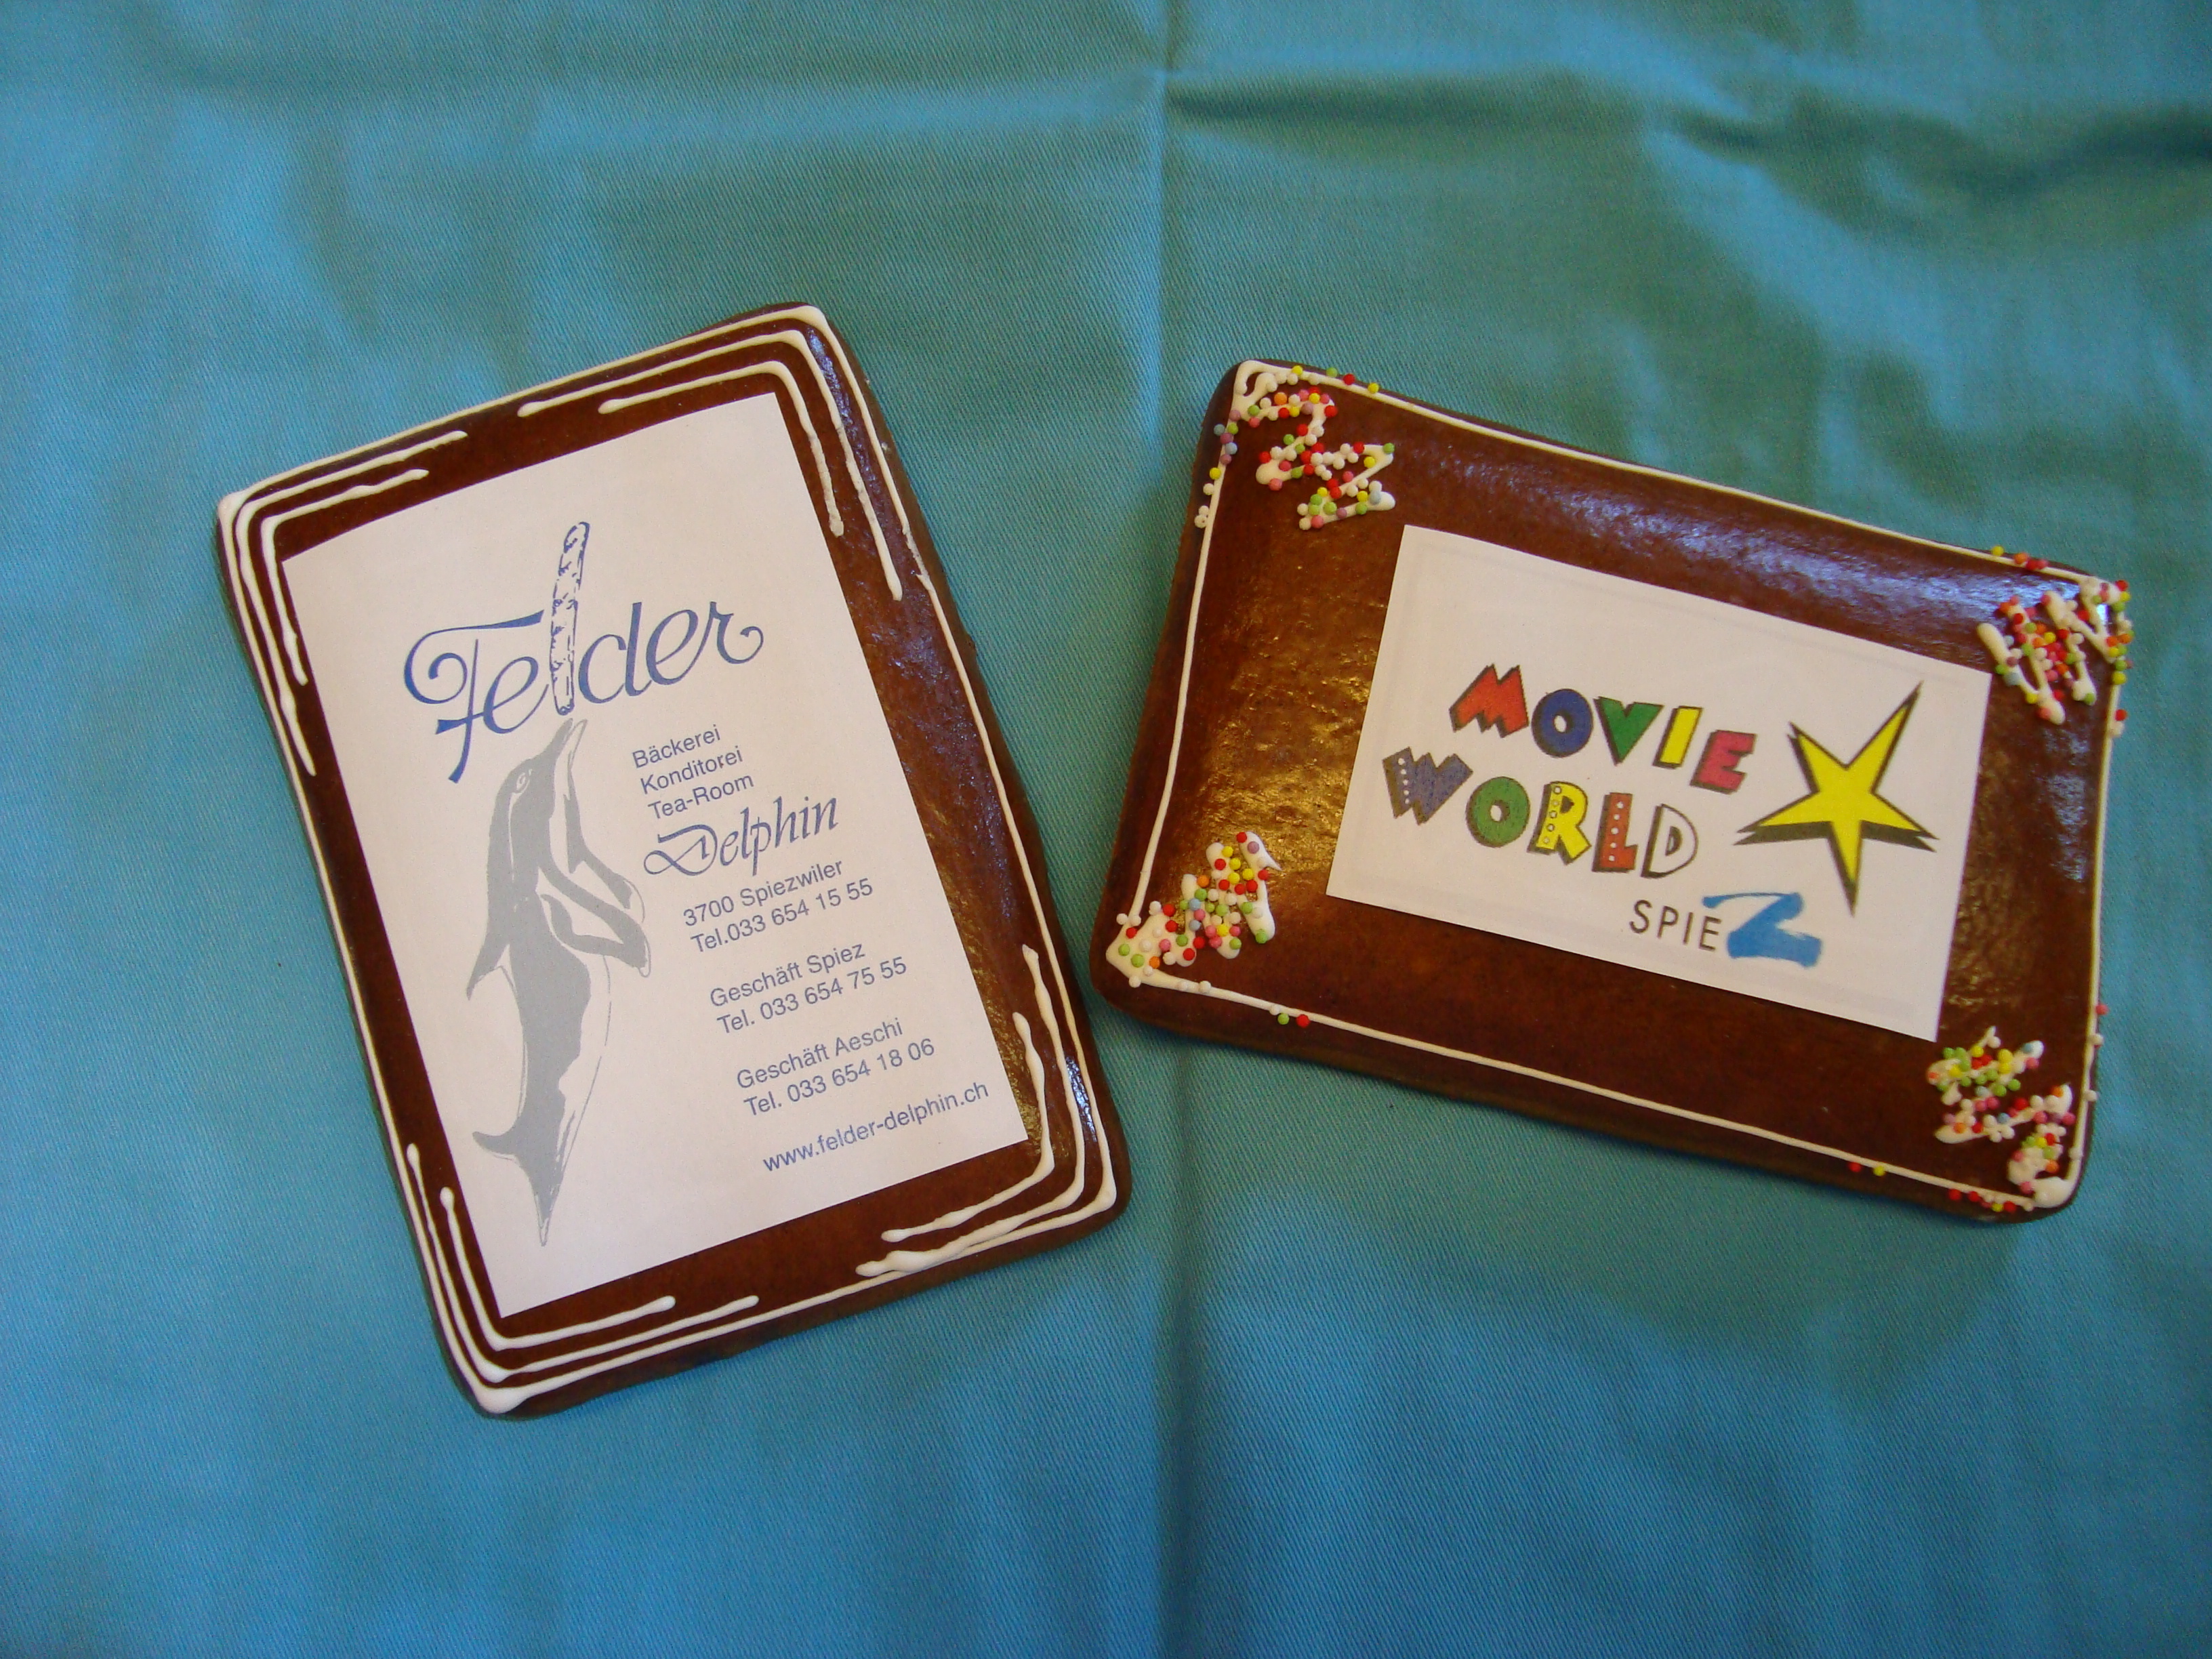 Felder
Bäckerei
Konditorei
Tea-Room
Delphin
3700 Spiezwiler
Tel.033 654 15 55
Geschäft Spiez
Tel. 033 654 75 55
Geschäft Aeschi
Tel. 033 654 18 06
www.felder-delphin.ch
MOVIE
WORLD
SPIEZ